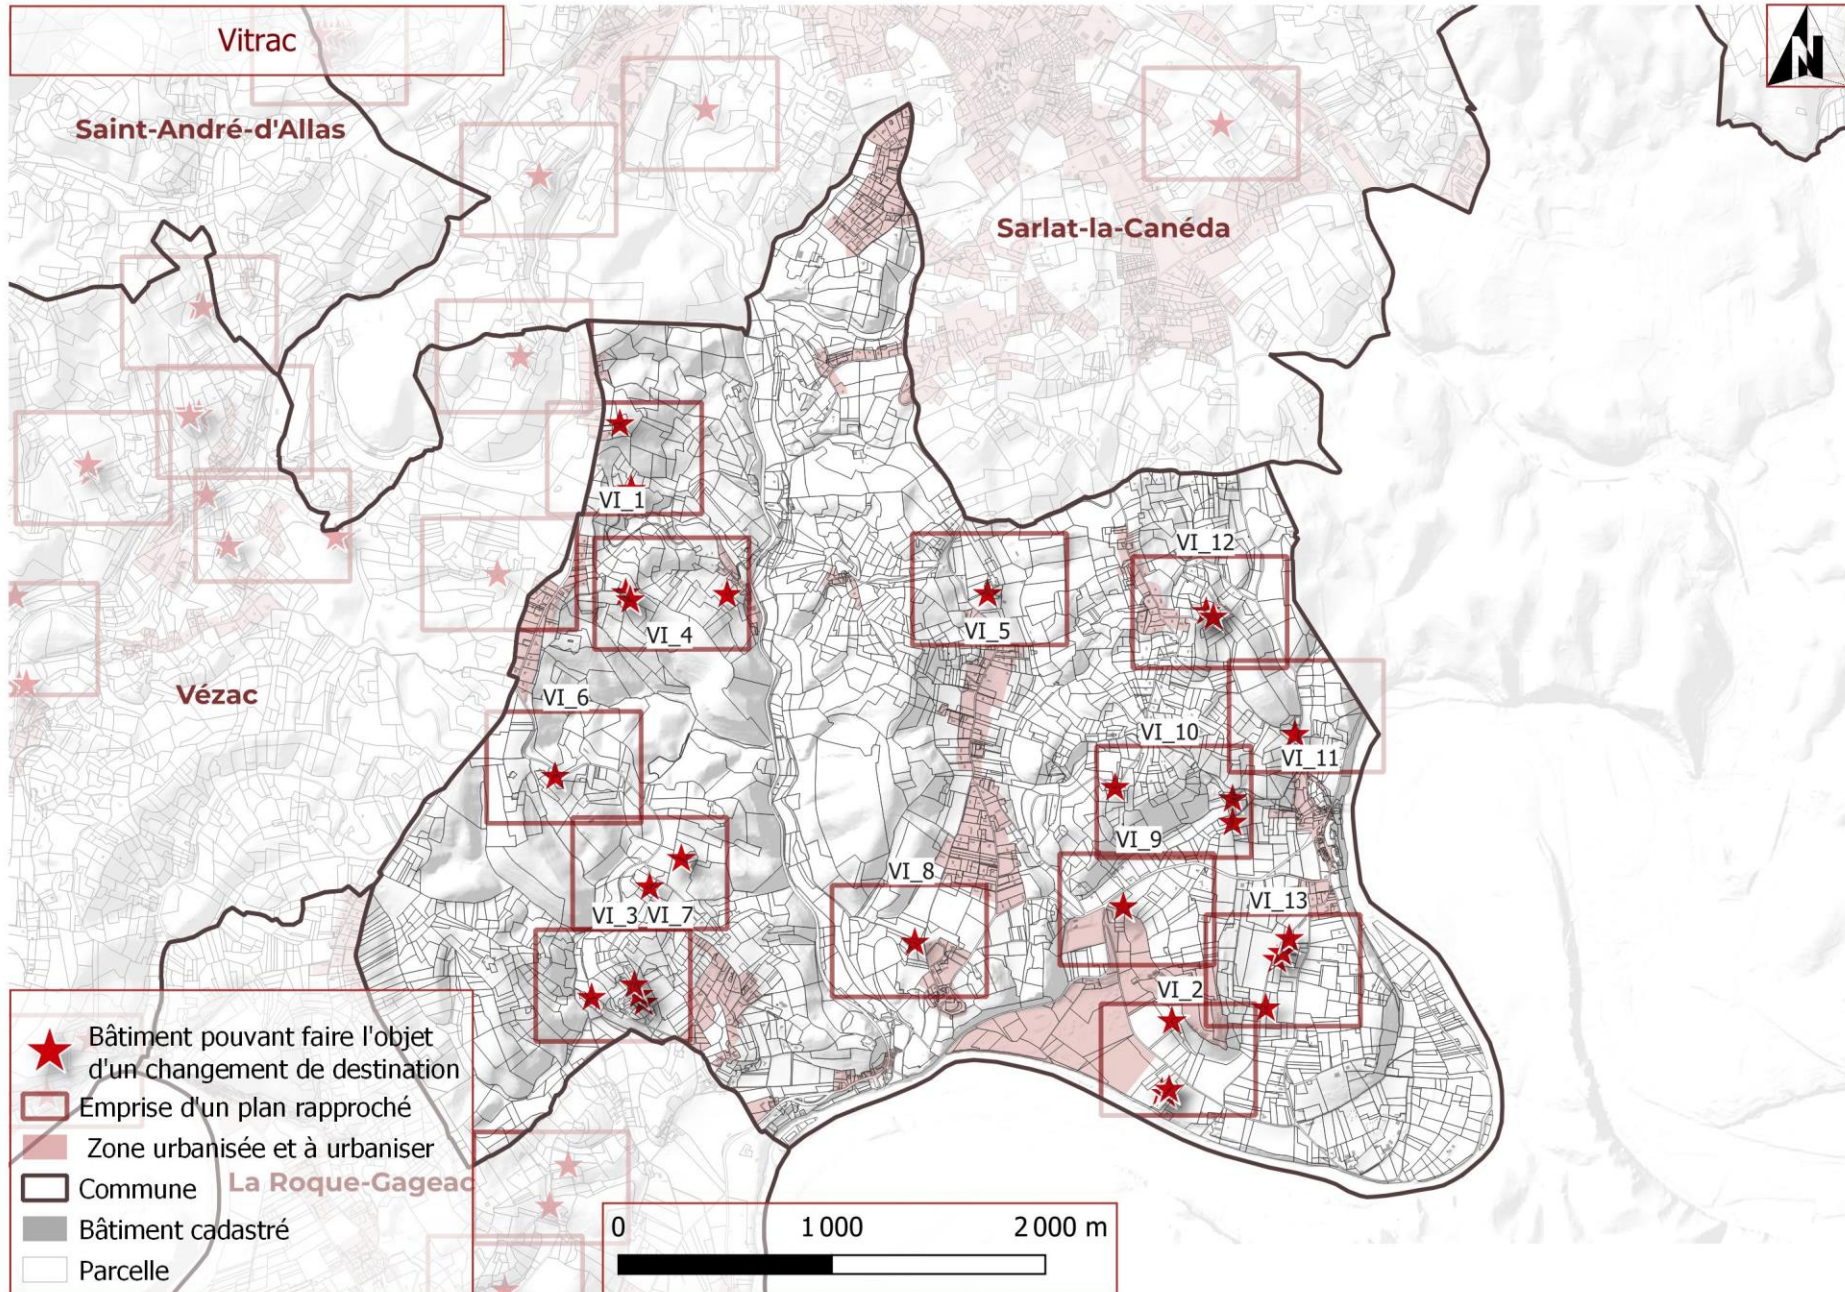 Vitrac
N
Saint-André-d'Allas
Sarlat-la-Canéda
VI_1
VI_12
VI_4
VI_5
VI_6
Vézac
VI_10
VI_11
VI_9
VI_8
VI_3
VI_7
VI_13
VI_2
Bâtiment pouvant faire l'objet
d'un changement de destination
Emprise d'un plan rapproché
Zone urbanisée et à urbaniser
Commune
La Roque-Gageac
Bâtiment cadastré
Parcelle
0 1 000 2 000 m